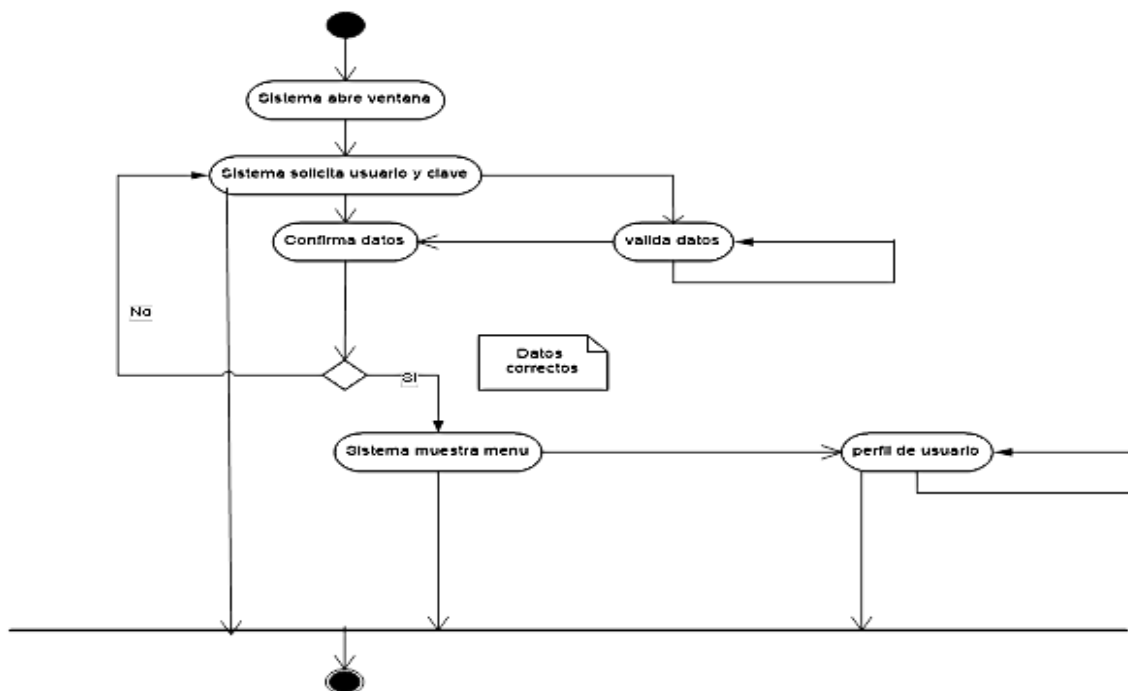 Sistema abre ventana
Sistema solicita usuario y clave
Confirma datos
valida datos
No
Datos
correctos
Si
Sistema muestra menu
perfil de usuario